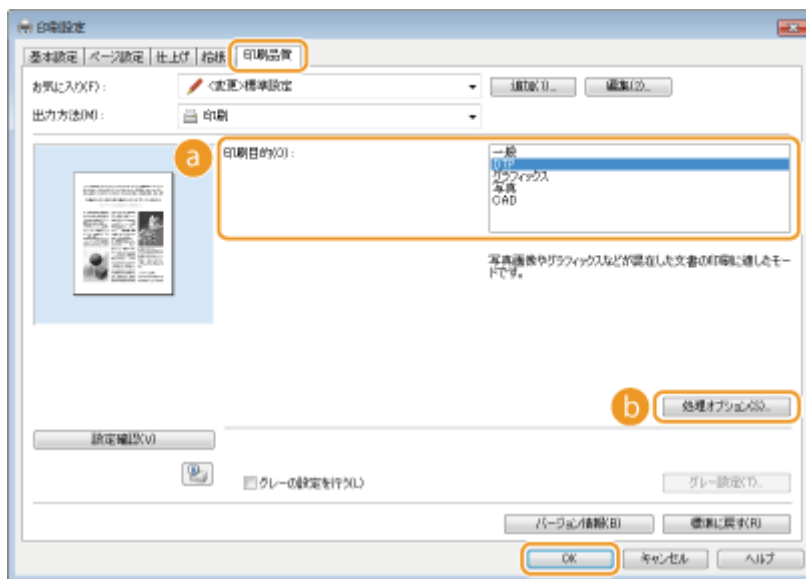 印刷設定
基本設定 ページ設定 仕上げ 給紙 印刷品質
お気に入り(F): <変更>標準設定 追加(1)... 編集(2)...
出力方法(M): 印刷
a 印刷目的(O): 一般
DTP
グラフィックス
写真
CAD
写真画像やグラフィックスなどが混在した文書の印刷に適したモー
ドです。
b 処理オプション(S)...
設定確認(V)
グレーの設定を行う(L) グレー設定(T)...
バージョン情報(B) 標準に戻す(R)
OK キャンセル ヘルプ